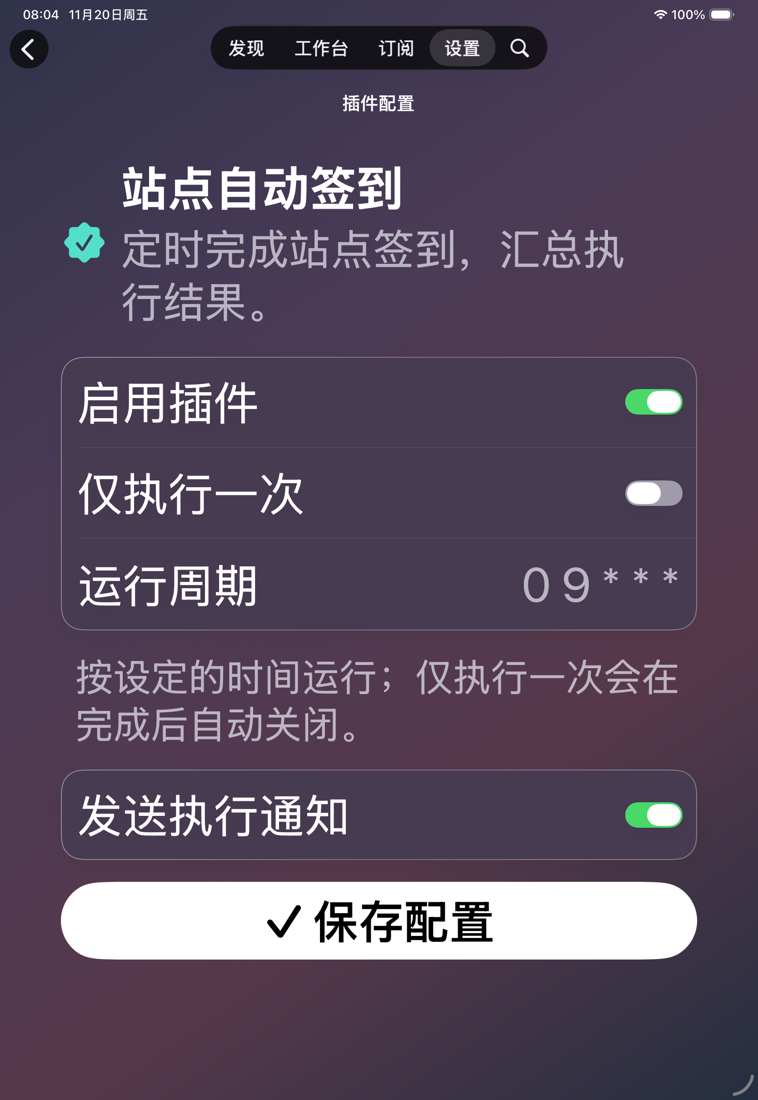 08:04 11月20日周五
100%
发现 工作台 订阅 设置
插件配置
站点自动签到
定时完成站点签到，汇总执
行结果。
启用插件
仅执行一次
运行周期 0 9 * * *
按设定的时间运行；仅执行一次会在
完成后自动关闭。
发送执行通知
保存配置